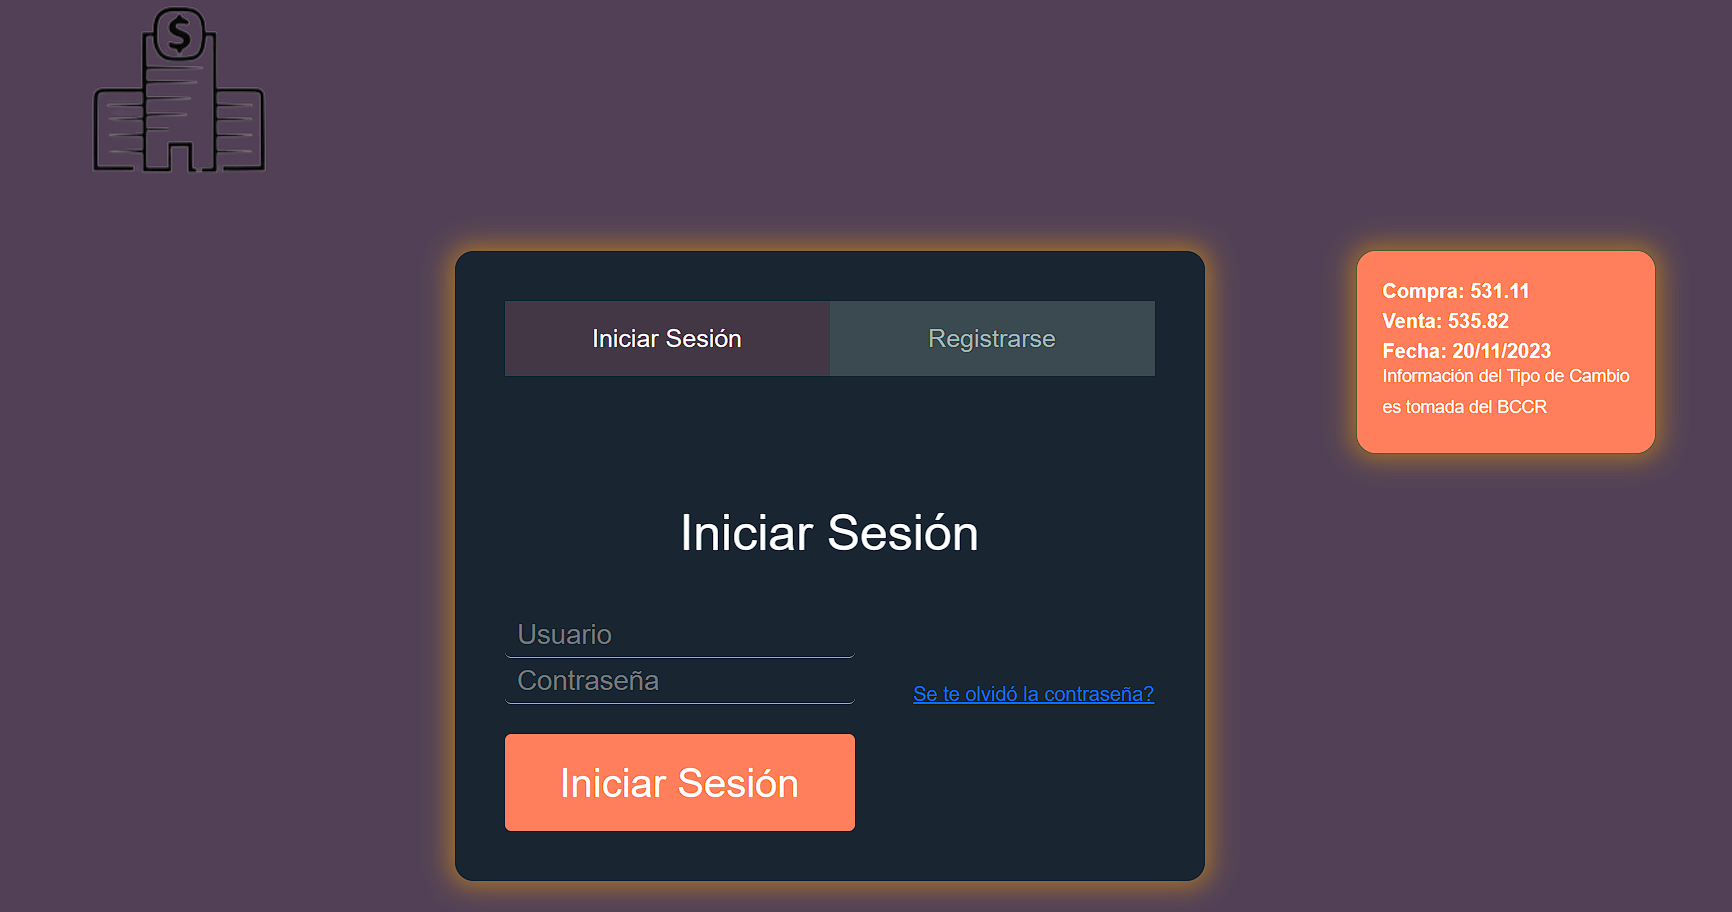 $
Iniciar Sesión
Registrarse
Iniciar Sesión
Usuario
Contraseña
Se te olvidó la contraseña?
Iniciar Sesión
Compra: 531.11
Venta: 535.82
Fecha: 20/11/2023
Información del Tipo de Cambio
es tomada del BCCR